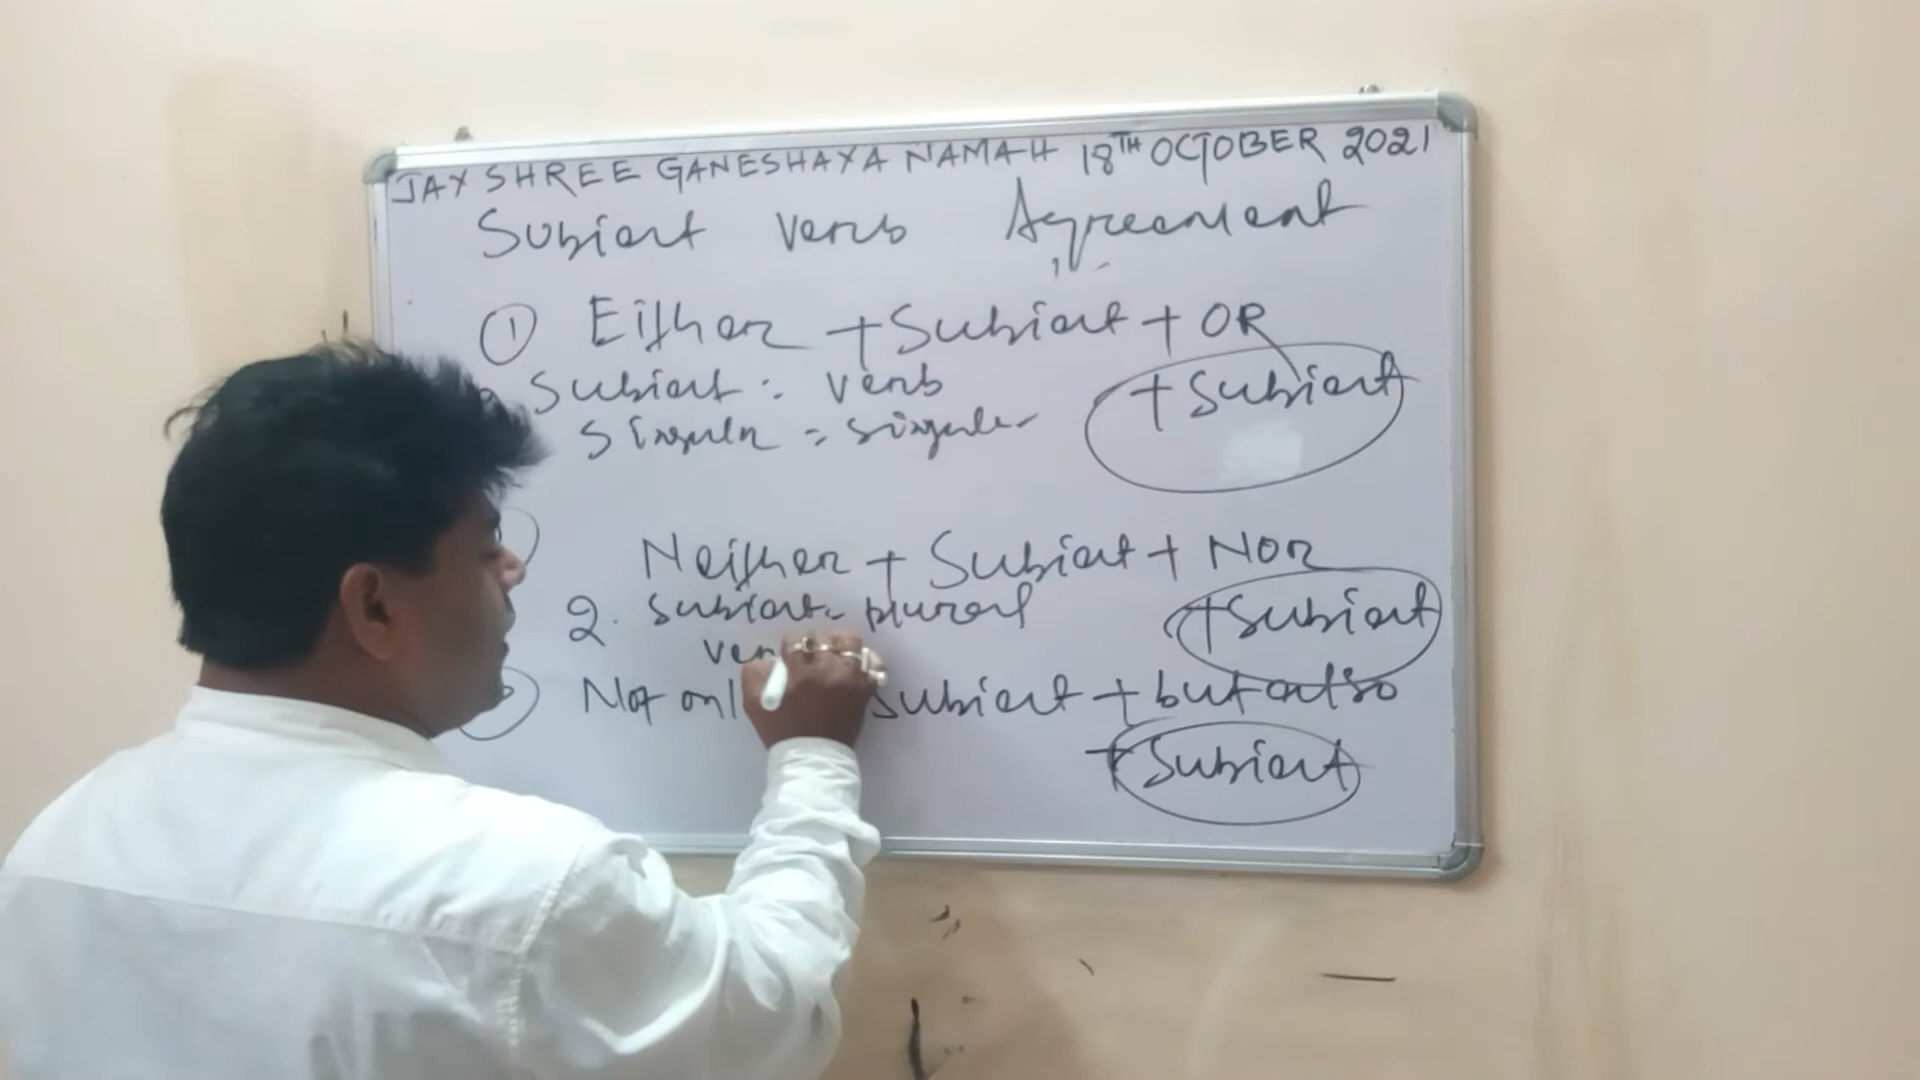 JAY SHREE GANESHAYA NAMAH 18TH OCTOBER 2021
Subject verb Agreement
① Either + Subject + OR
+ Subject
Subject : verb
Singular = singular
Neither + Subject + NOR
+ Subject
2. Subject - plural
Not subject + but also
+ Subject